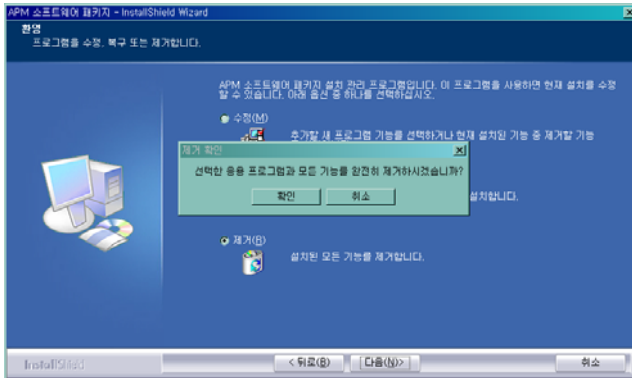 APM 소프트웨어 패키지 - InstallShield Wizard
환영
프로그램을 수정, 복구 또는 제거합니다.
APM 소프트웨어 패키지 설치 관리 프로그램입니다. 이 프로그램을 사용하면 현재 설치를 수정
할 수 있습니다. 아래 옵션 중 하나를 선택하십시오.
수정(M)
추가할 새 프로그램 기능를 선택하거나 현재 설치된 기능 중 제거할 기능
제거 확인
선택한 응용 프로그램과 모든 기능를 완전히 제거하시겠습니까?
확인 취소
설치합니다.
제거(R)
설치된 모든 기능를 제거합니다.
InstallShield
< 뒤로(B) 다음(N)> 취소